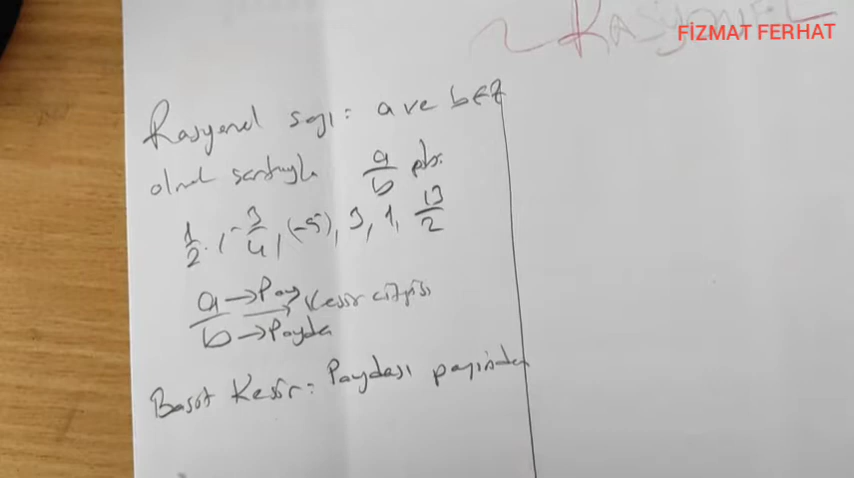 Rasyonel
FİZMAT FERHAT
Rasyonel sayı: a ve b∈Z
olmak şartıyla a/b
1/2, -3/4, (-5), 3, 1, 13/2
a → Pay → Kesir çizgisi
b → Payda
Basit Kesir: Paydası payından